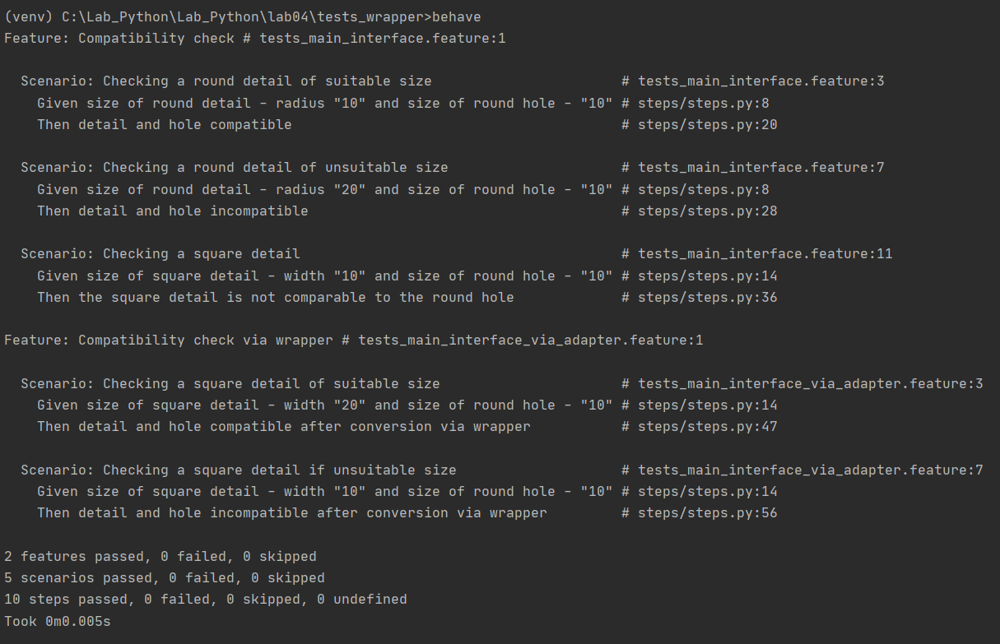 (venv) C:\Lab_Python\Lab_Python\lab04\tests_wrapper>behave
Feature: Compatibility check # tests_main_interface.feature:1
Scenario: Checking a round detail of suitable size # tests_main_interface.feature:3
Given size of round detail - radius "10" and size of round hole - "10" # steps/steps.py:8
Then detail and hole compatible # steps/steps.py:20
Scenario: Checking a round detail of unsuitable size # tests_main_interface.feature:7
Given size of round detail - radius "20" and size of round hole - "10" # steps/steps.py:8
Then detail and hole incompatible # steps/steps.py:28
Scenario: Checking a square detail # tests_main_interface.feature:11
Given size of square detail - width "10" and size of round hole - "10" # steps/steps.py:14
Then the square detail is not comparable to the round hole # steps/steps.py:36
Feature: Compatibility check via wrapper # tests_main_interface_via_adapter.feature:1
Scenario: Checking a square detail of suitable size # tests_main_interface_via_adapter.feature:3
Given size of square detail - width "20" and size of round hole - "10" # steps/steps.py:14
Then detail and hole compatible after conversion via wrapper # steps/steps.py:47
Scenario: Checking a square detail if unsuitable size # tests_main_interface_via_adapter.feature:7
Given size of square detail - width "10" and size of round hole - "10" # steps/steps.py:14
Then detail and hole incompatible after conversion via wrapper # steps/steps.py:56
2 features passed, 0 failed, 0 skipped
5 scenarios passed, 0 failed, 0 skipped
10 steps passed, 0 failed, 0 skipped, 0 undefined
Took 0m0.005s